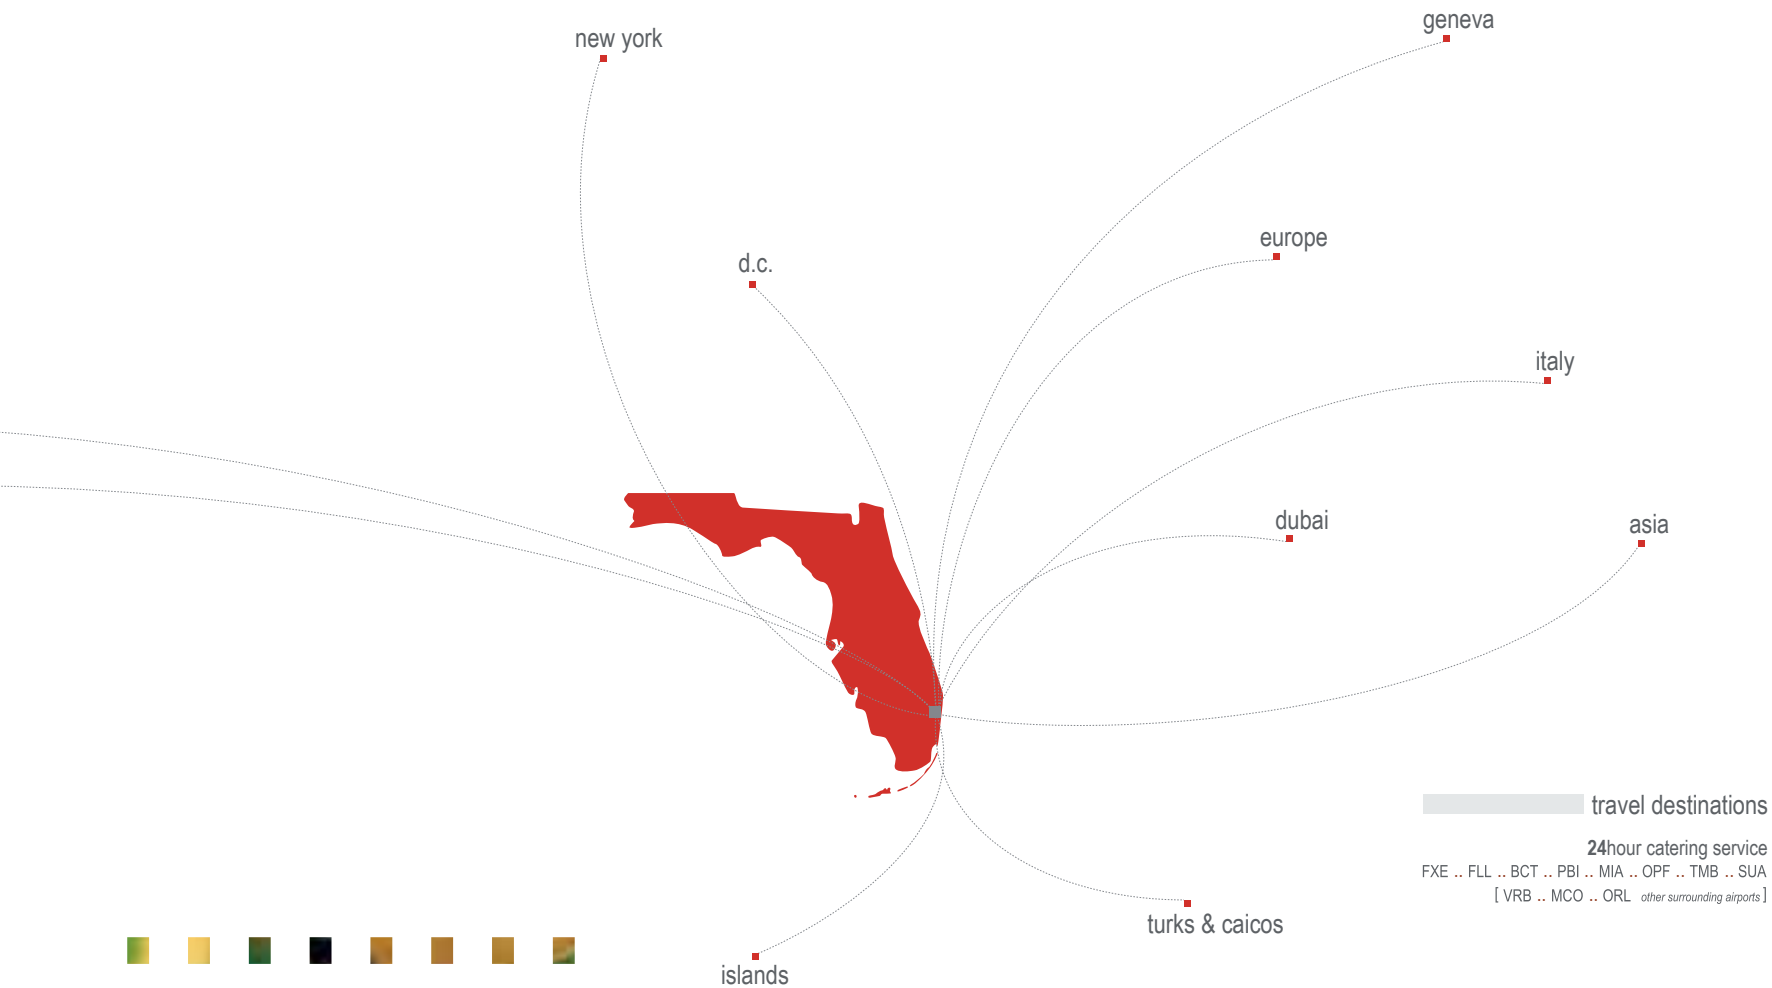 geneva
new york
europe
d.c.
italy
dubai
asia
travel destinations
24hour catering service
FXE .. FLL .. BCT .. PBI .. MIA .. OPF .. TMB .. SUA
[ VRB .. MCO .. ORL other surrounding airports ]
turks & caicos
islands